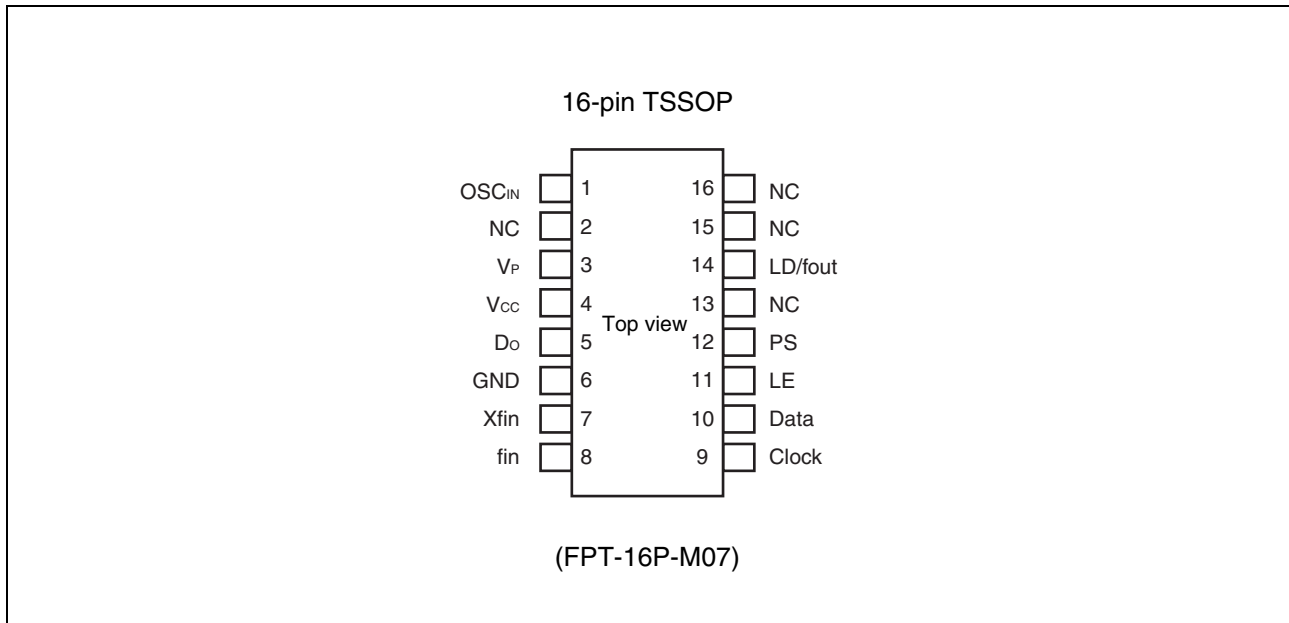 16-pin TSSOP
OSCIN 1 16 NC
NC 2 15 NC
VP 3 14 LD/fout
VCC 4 13 NC
Top view
DO 5 12 PS
GND 6 11 LE
Xfin 7 10 Data
fin 8 9 Clock
(FPT-16P-M07)